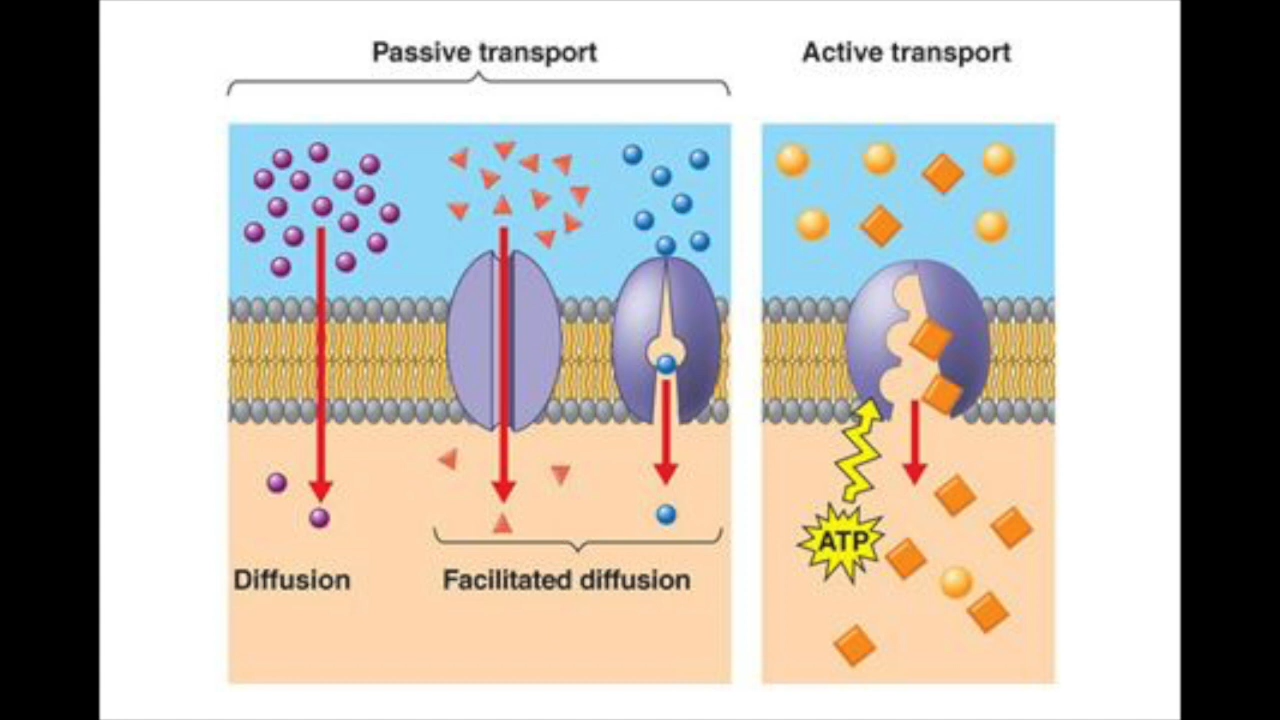 Passive transport
Active transport
ATP
Diffusion
Facilitated diffusion